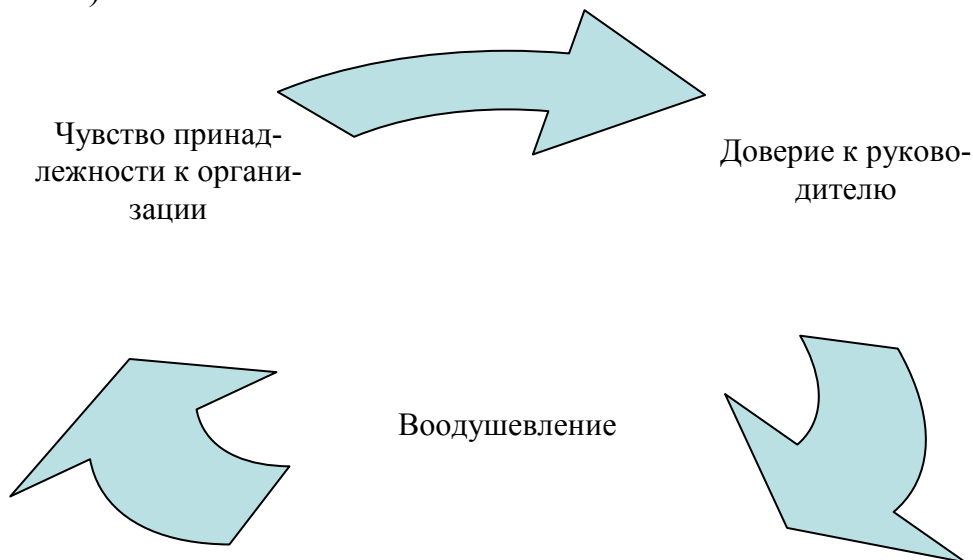 )
Чувство принад-
лежности к органи-
зации
Доверие к руково-
дителю
Воодушевление